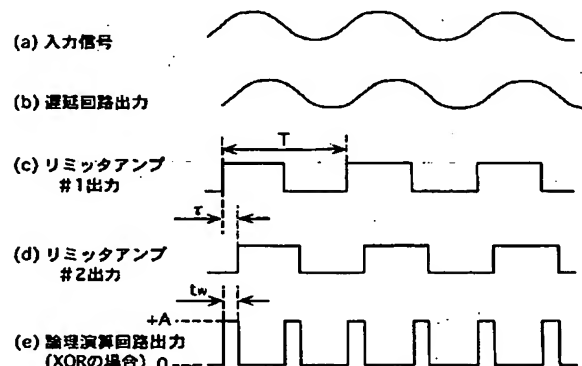 (a) 入力信号
(b) 遅延回路出力
T
(c) リミッタアンプ
#1出力
τ
(d) リミッタアンプ
#2出力
tw
+A
(e) 論理演算回路出力
(XORの場合) 0